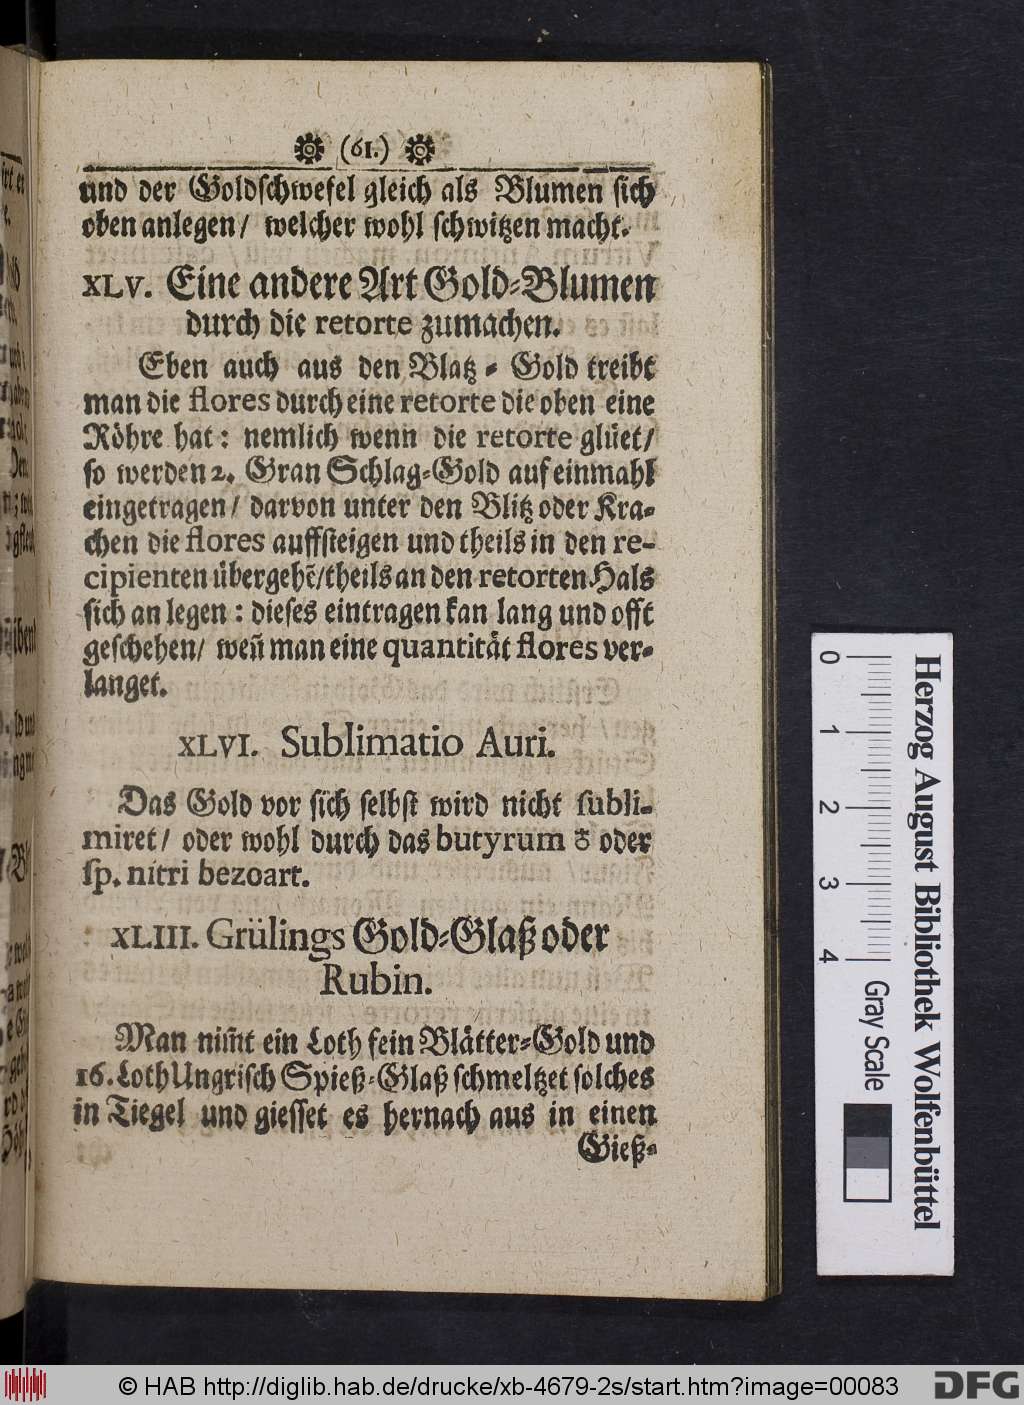 (61.)
und der Goldschwefel gleich als Blumen sich
oben anlegen/ welcher wohl schwitzen macht.
XLV. Eine andere Art Gold-Blumen
durch die retorte zumachen.
Eben auch aus den Blatz-Gold treibt
man die flores durch eine retorte die oben eine
Röhre hat: nemlich wenn die retorte glüet/
so werden 2. Gran Schlag-Gold auf einmahl
eingetragen/ darvon unter den Blitz oder Kra-
chen die flores auffsteigen und theils in den re-
cipienten übergehẽ/theils an den retorten Hals
sich an legen: dieses eintragen kan lang und offt
geschehen/ weñ man eine quantität flores ver-
langet.
XLVI. Sublimatio Auri.
Das Gold vor sich selbst wird nicht subli-
miret/ oder wohl durch das butyrum ♁ oder
sp. nitri bezoart.
XLIII. Grülings Gold-Glaß oder
Rubin.
Man nim̃t ein Loth fein Blätter-Gold und
16. Loth Ungrisch Spieß-Glaß schmeltzet solches
in Tiegel und giesset es hernach aus in einen
Gieß-
0 1 2 3 4
Herzog August Bibliothek Wolfenbüttel
Gray Scale
© HAB http://diglib.hab.de/drucke/xb-4679-2s/start.htm?image=00083
DFG